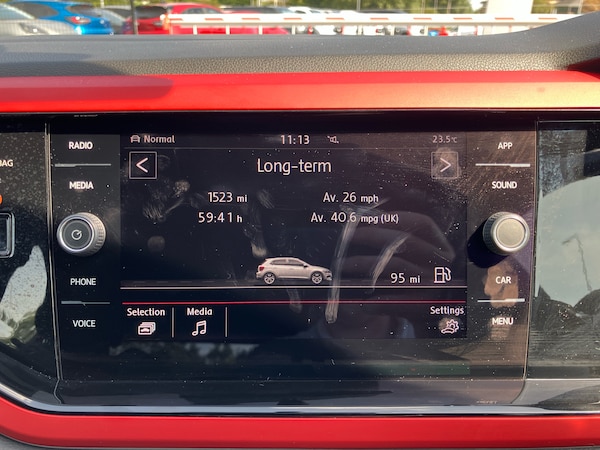 Normal 11:13 23.5°C
Long-term
1523 mi Av. 26 mph
59:41 h Av. 40.6 mpg (UK)
95 mi
Selection Media Settings
RADIO
MEDIA
PHONE
VOICE
APP
SOUND
CAR
MENU
BAG